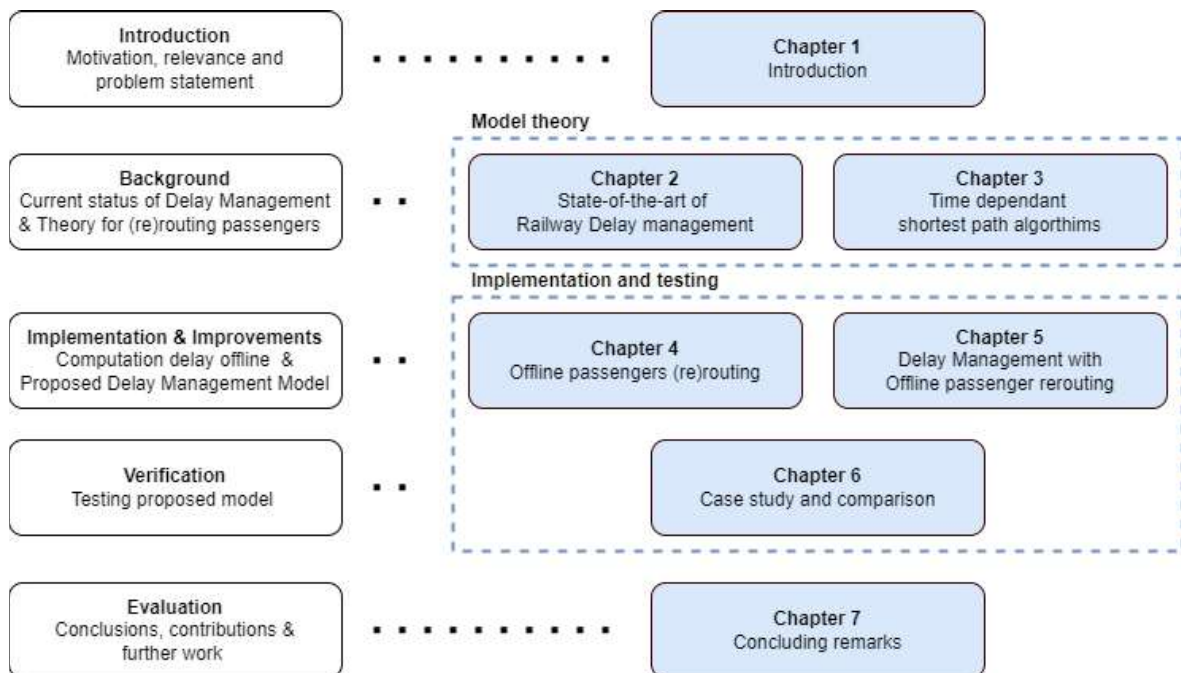 Introduction
Motivation, relevance and
problem statement
Chapter 1
Introduction
Model theory
Background
Current status of Delay Management
& Theory for (re)routing passengers
Chapter 2
State-of-the-art of
Railway Delay management
Chapter 3
Time dependant
shortest path algorthims
Implementation and testing
Implementation & Improvements
Computation delay offline &
Proposed Delay Management Model
Chapter 4
Offline passengers (re)routing
Chapter 5
Delay Management with
Offline passenger rerouting
Verification
Testing proposed model
Chapter 6
Case study and comparison
Evaluation
Conclusions, contributions &
further work
Chapter 7
Concluding remarks